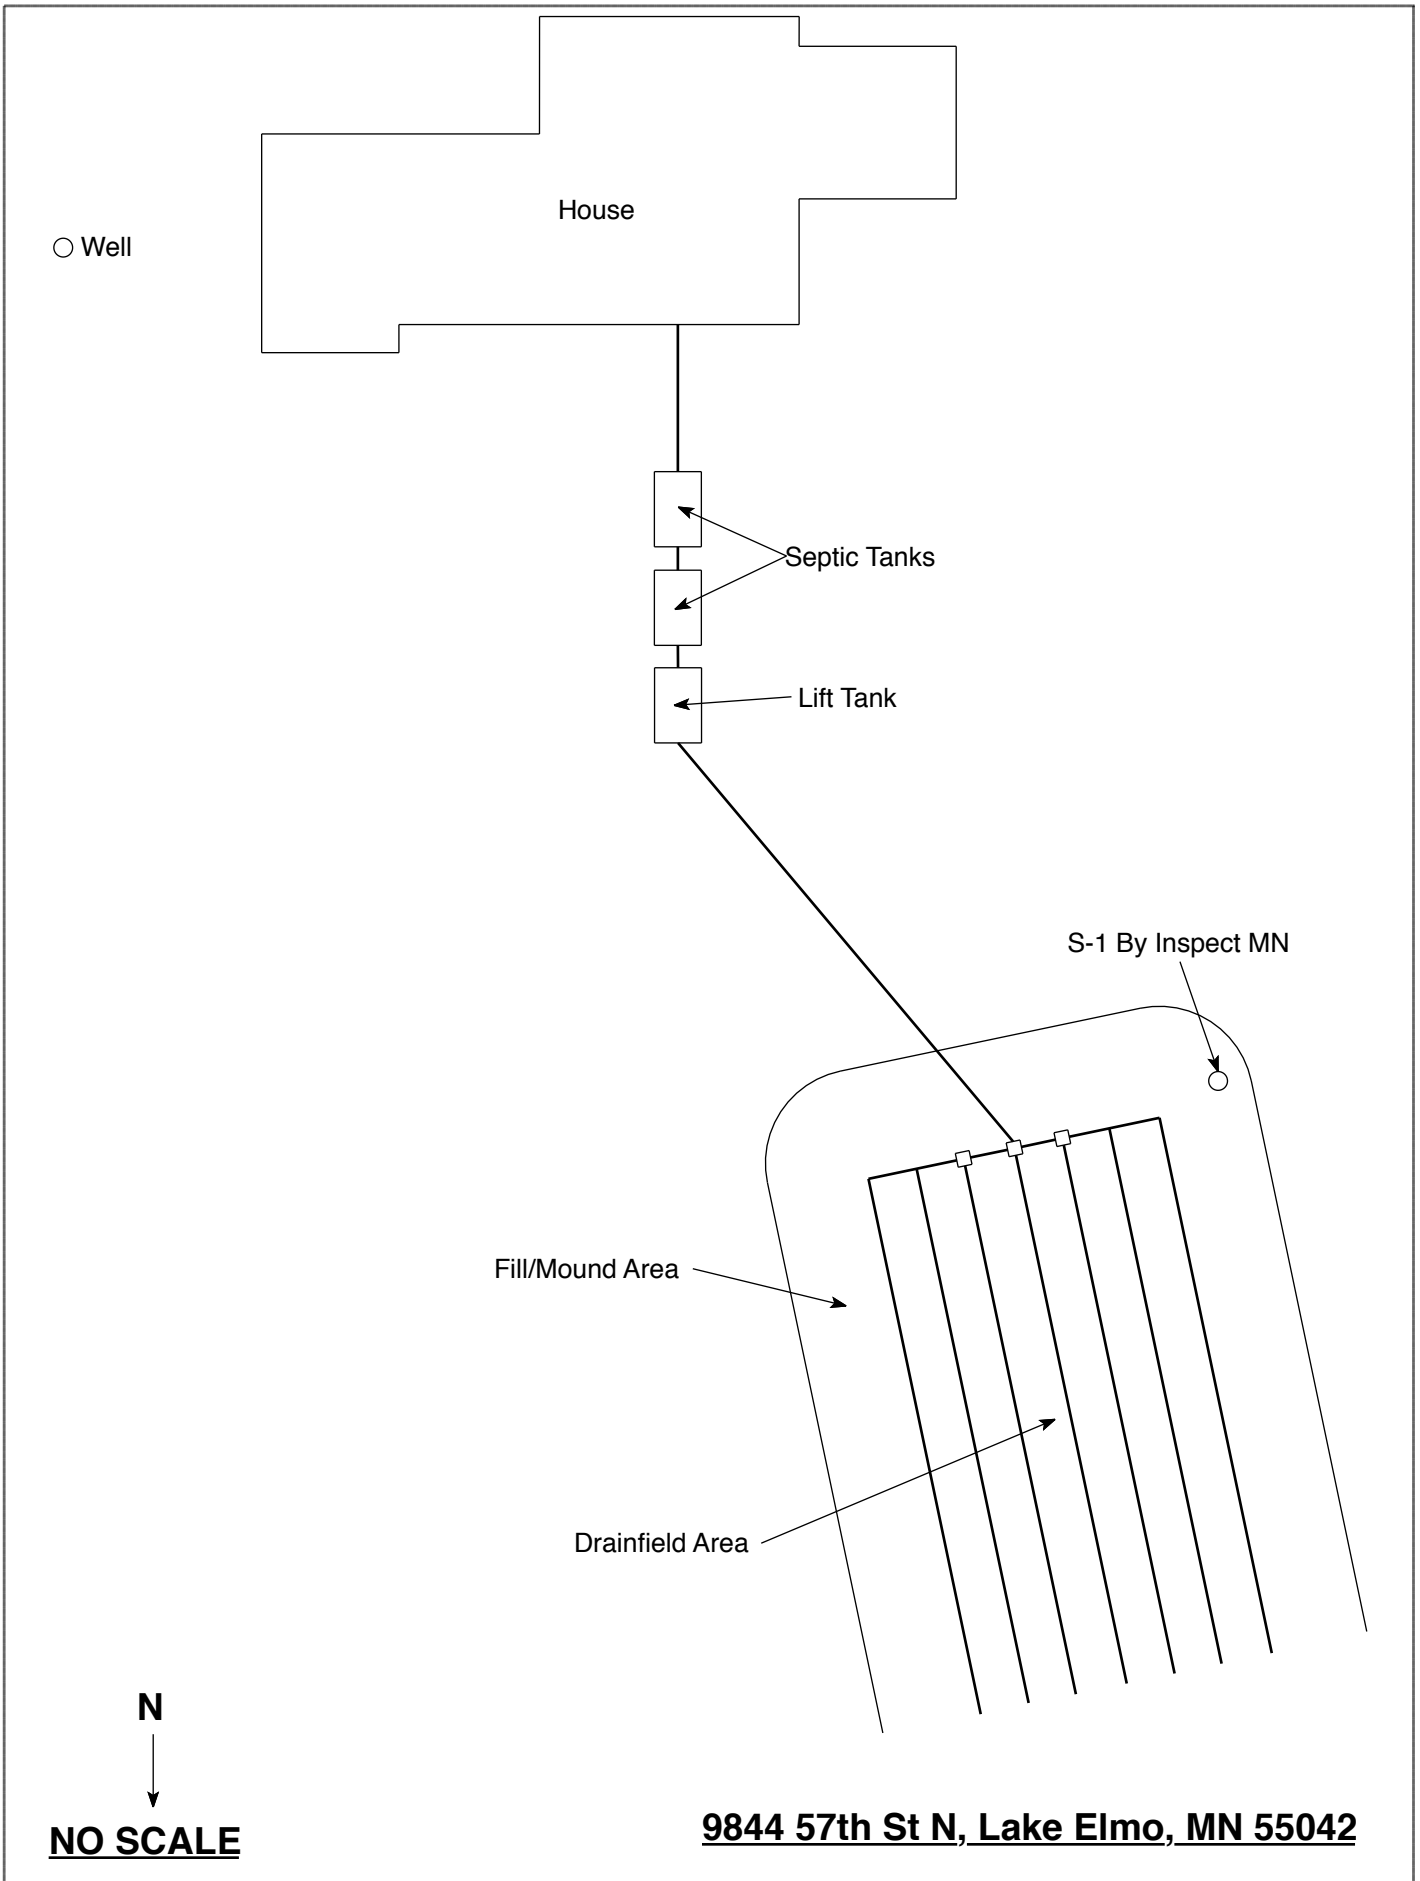 House
Well
Septic Tanks
Lift Tank
S-1 By Inspect MN
Fill/Mound Area
Drainfield Area
N
NO SCALE
9844 57th St N, Lake Elmo, MN 55042